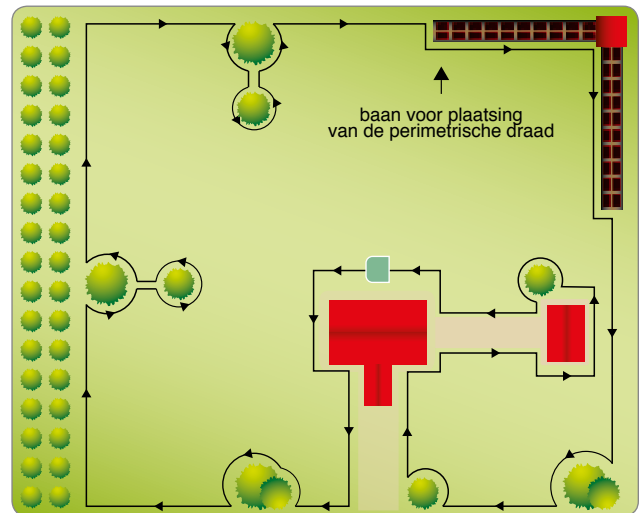 baan voor plaatsing
van de perimetrische draad